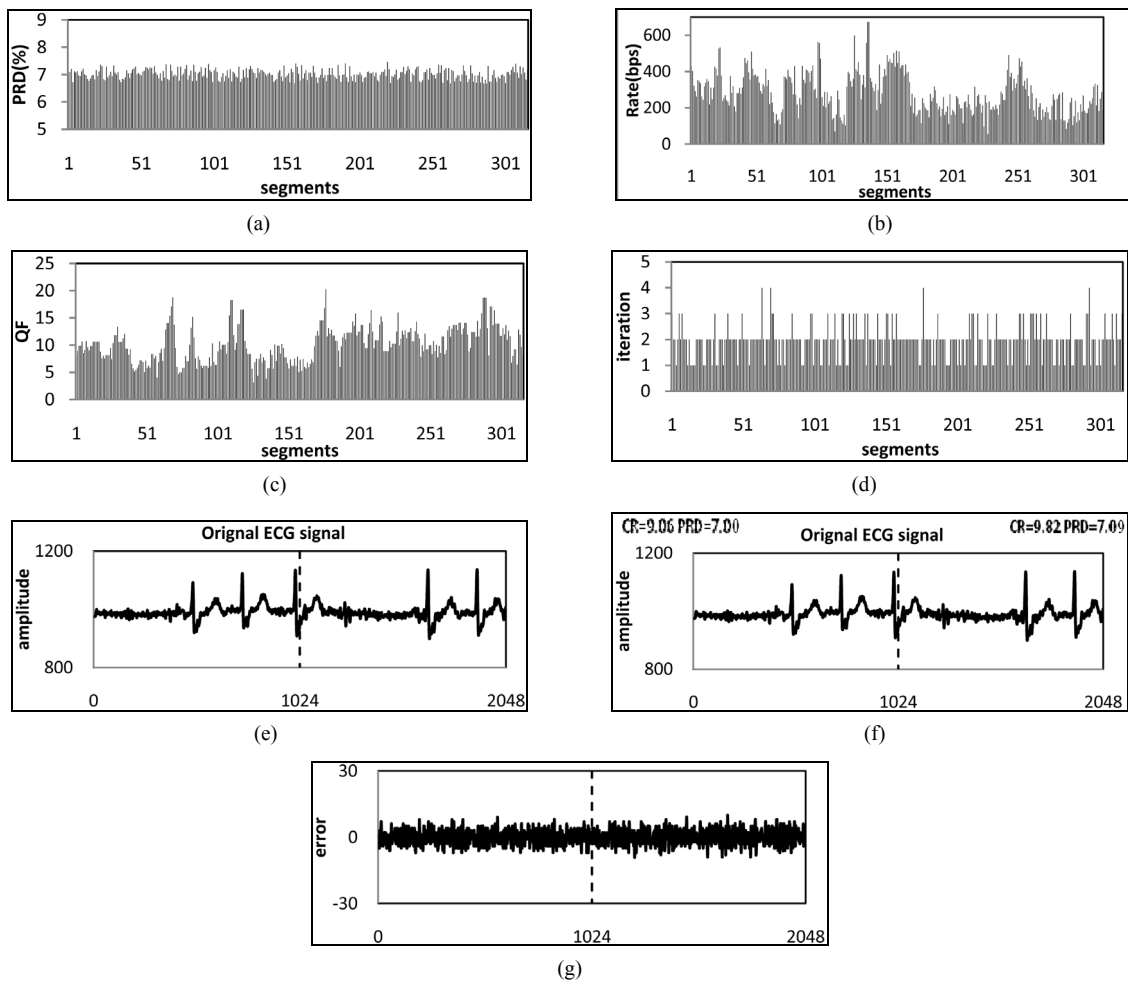 9
8
7
6
5
PRD(%)
1 51 101 151 201 251 301
segments
(a)
600
400
200
0
Rate(bps)
1 51 101 151 201 251 301
segments
(b)
25
20
15
10
5
0
QF
1 51 101 151 201 251 301
segments
(c)
5
4
3
2
1
0
iteration
1 51 101 151 201 251 301
segments
(d)
Orignal ECG signal
1200
800
amplitude
0 1024 2048
(e)
CR=9.06 PRD=7.00 CR=9.82 PRD=7.09
Orignal ECG signal
1200
800
amplitude
0 1024 2048
(f)
30
0
-30
error
0 1024 2048
(g)